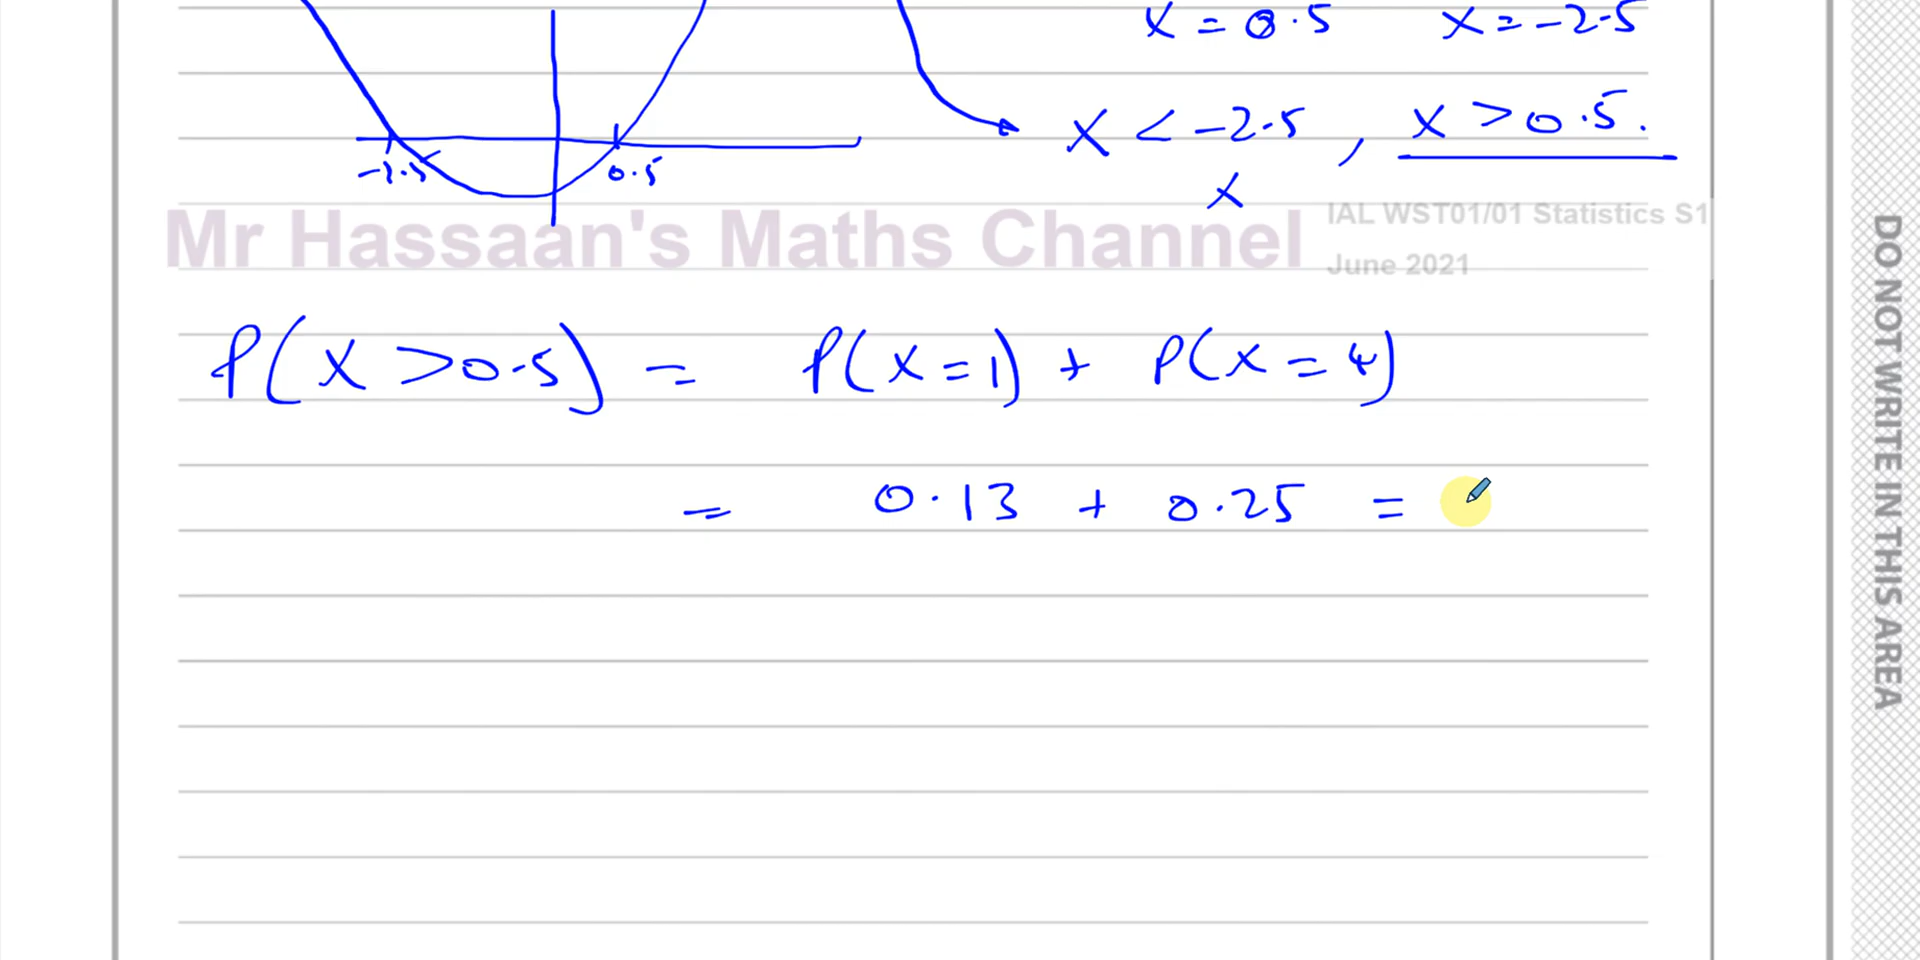 x = 0.5 x = -2.5
x < -2.5 , x > 0.5.
x
-2.5 0.5
Mr Hassaan's Maths Channel
IAL WST01/01 Statistics S1
June 2021
P(X > 0.5) = P(X = 1) + P(X = 4)
= 0.13 + 0.25 =
DO NOT WRITE IN THIS AREA